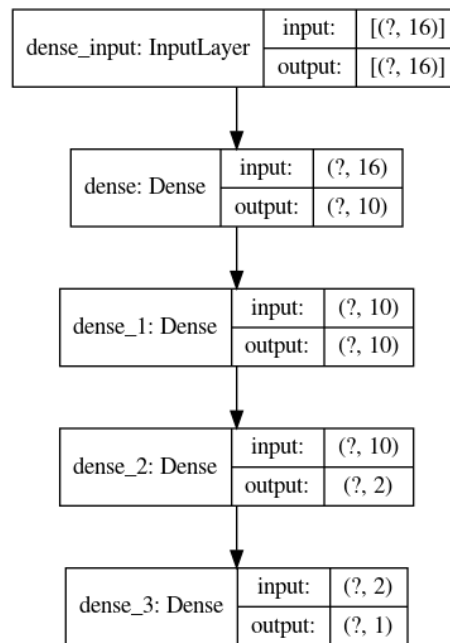 dense_input: InputLayer
input: [(?, 16)]
output: [(?, 16)]
dense: Dense
input: (?, 16)
output: (?, 10)
dense_1: Dense
input: (?, 10)
output: (?, 10)
dense_2: Dense
input: (?, 10)
output: (?, 2)
dense_3: Dense
input: (?, 2)
output: (?, 1)